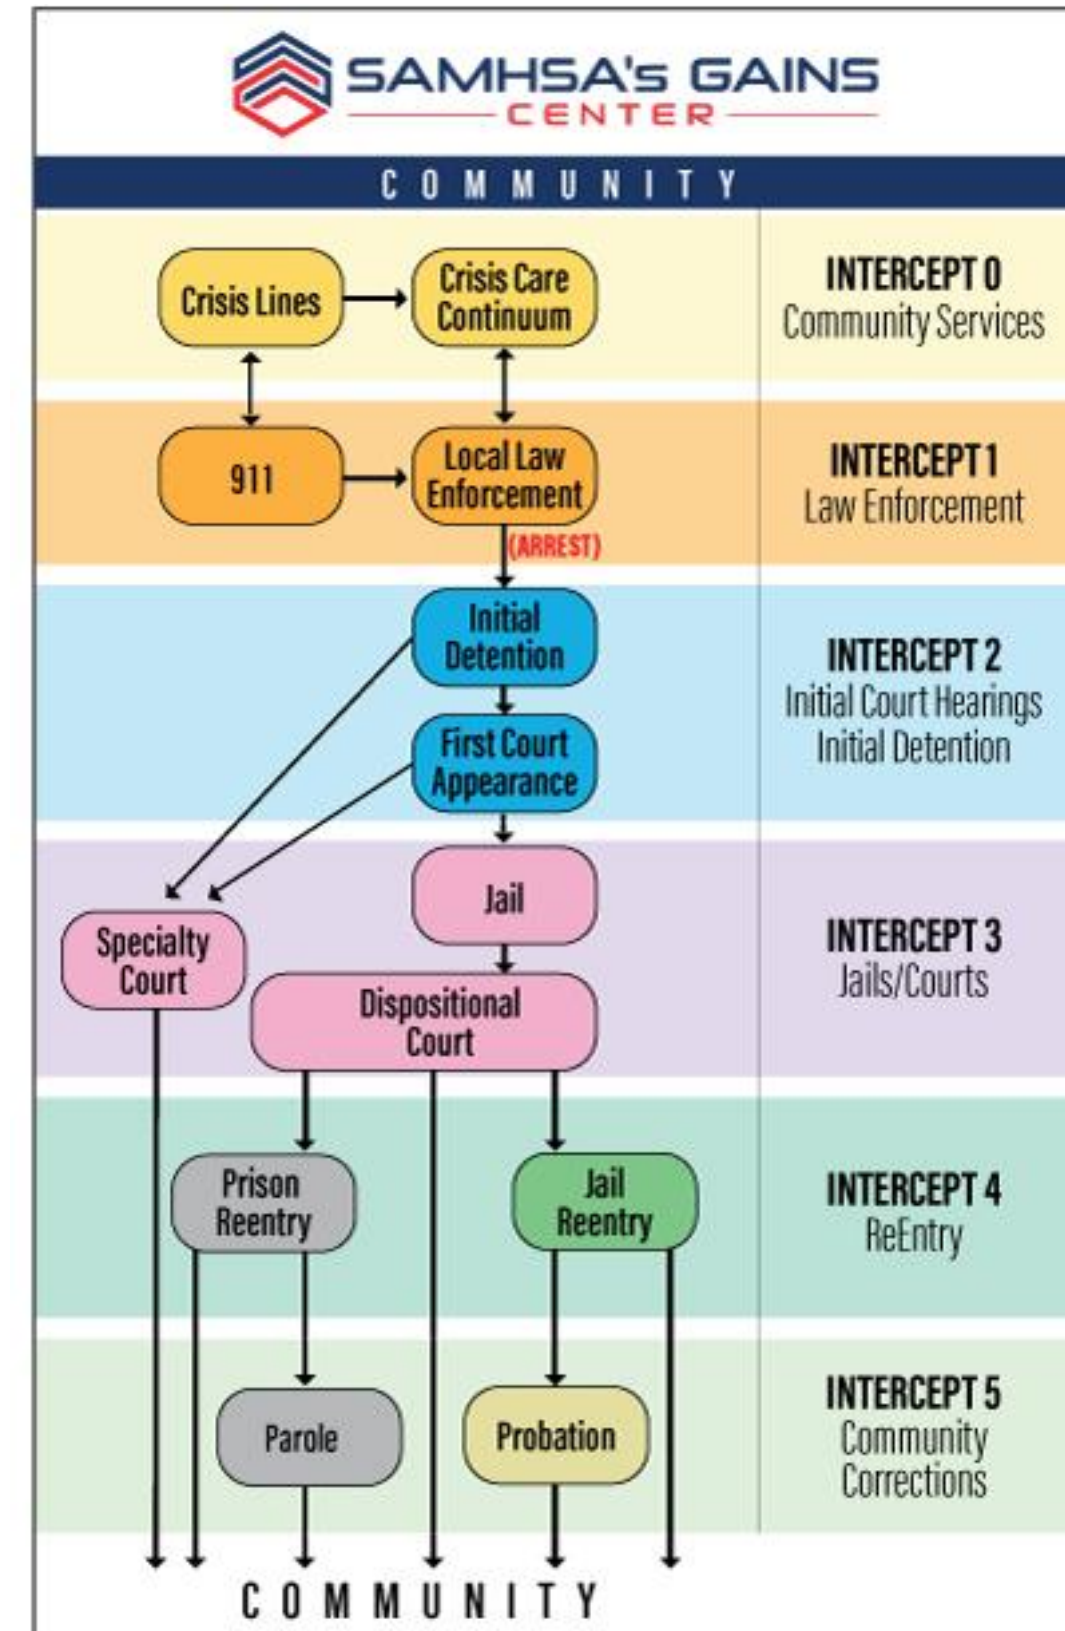 SAMHSA's GAINS
CENTER
COMMUNITY
Crisis Lines
Crisis Care
Continuum
INTERCEPT 0
Community Services
911
Local Law
Enforcement
(ARREST)
INTERCEPT 1
Law Enforcement
Initial
Detention
First Court
Appearance
INTERCEPT 2
Initial Court Hearings
Initial Detention
Jail
Specialty
Court
Dispositional
Court
INTERCEPT 3
Jails/Courts
Prison
Reentry
Jail
Reentry
INTERCEPT 4
ReEntry
Parole
Probation
INTERCEPT 5
Community
Corrections
COMMUNITY